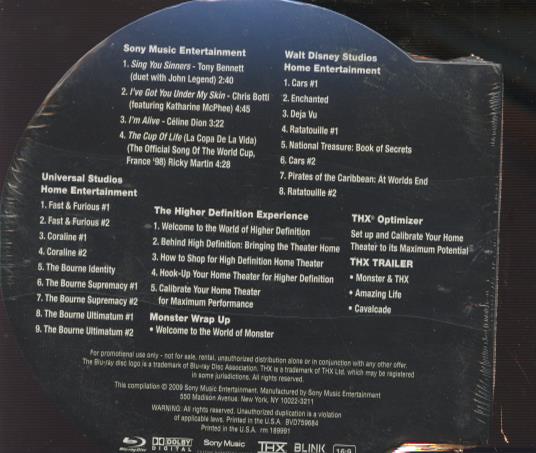 Sony Music Entertainment
1. Sing You Sinners - Tony Bennett
(duet with John Legend) 2:40
2. I've Got You Under My Skin - Chris Botti
(featuring Katharine McPhee) 4:45
3. I'm Alive - Céline Dion 3:22
4. The Cup Of Life (La Copa De La Vida)
(The Official Song Of The World Cup,
France '98) Ricky Martin 4:28
Walt Disney Studios
Home Entertainment
1. Cars #1
2. Enchanted
3. Deja Vu
4. Ratatouille #1
5. National Treasure: Book of Secrets
6. Cars #2
7. Pirates of the Caribbean: At Worlds End
8. Ratatouille #2
Universal Studios
Home Entertainment
1. Fast & Furious #1
2. Fast & Furious #2
3. Coraline #1
4. Coraline #2
5. The Bourne Identity
6. The Bourne Supremacy #1
7. The Bourne Supremacy #2
8. The Bourne Ultimatum #1
9. The Bourne Ultimatum #2
The Higher Definition Experience
1. Welcome to the World of Higher Definition
2. Behind High Definition: Bringing the Theater Home
3. How to Shop for High Definition Home Theater
4. Hook-Up Your Home Theater for Higher Definition
5. Calibrate Your Home Theater
for Maximum Performance
Monster Wrap Up
• Welcome to the World of Monster
THX® Optimizer
Set up and Calibrate Your Home
Theater to its Maximum Potential
THX TRAILER
• Monster & THX
• Amazing Life
• Cavalcade
For promotional use only - not for sale, rental, unauthorized distribution alone or in conjunction with any other offer.
The Blu-ray disc logo is a trademark of Blu-ray Disc Association. THX is a trademark of THX Ltd. which may be registered
in some jurisdictions. All rights reserved.
This compilation © 2009 Sony Music Entertainment. Manufactured by Sony Music Entertainment
550 Madison Avenue. New York, NY 10022-3211
WARNING: All rights reserved. Unauthorized duplication is a violation
of applicable laws. Printed in the U.S.A. BVD759684
Printed in the U.S.A. rm 189991
Blu-ray Disc
DOLBY
DIGITAL
Sony Music
THX
BLINK
16:9